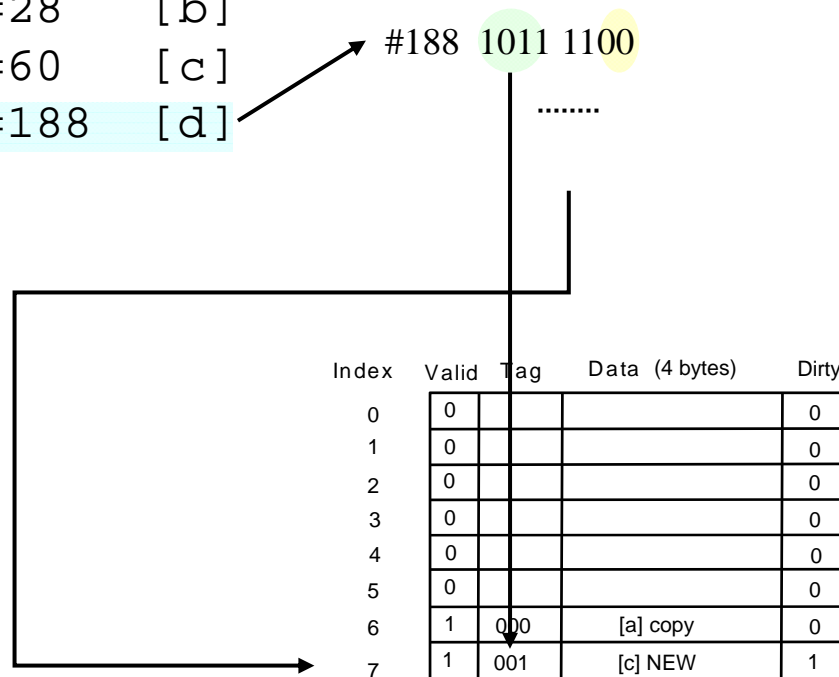 #28 [b]
#60 [c]
#188 [d]
#188 1011 1100
........
Index Valid Tag Data (4 bytes) Dirty
0 0 0
1 0 0
2 0 0
3 0 0
4 0 0
5 0 0
6 1 000 [a] copy 0
7 1 001 [c] NEW 1